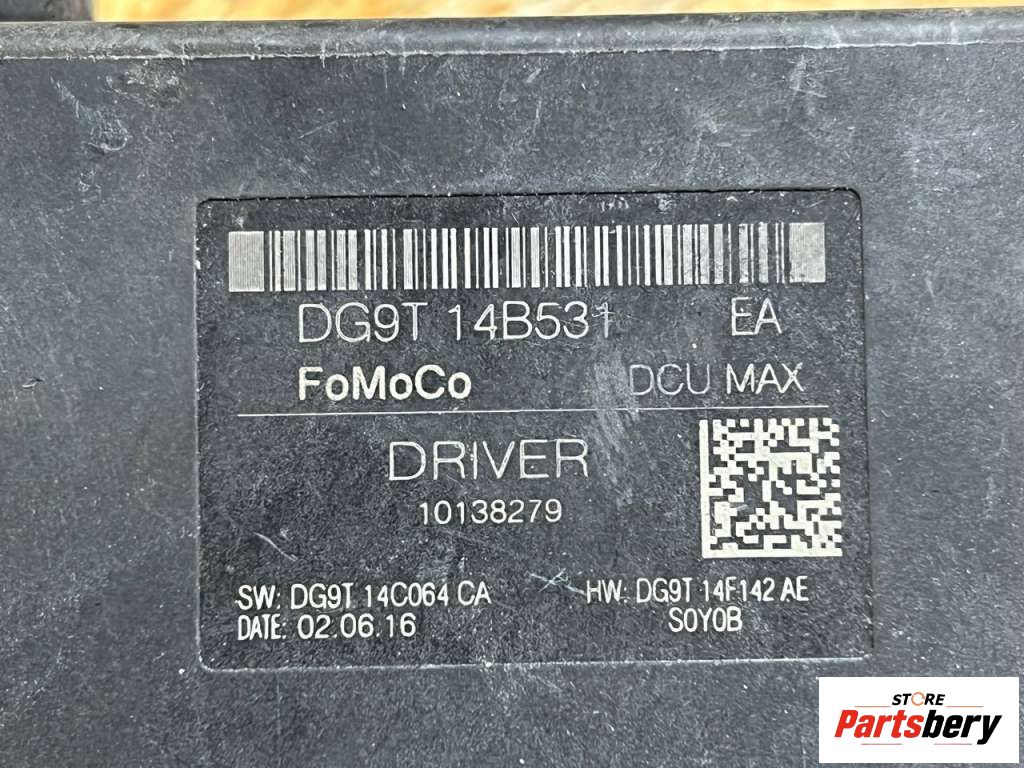 DG9T 14B531 EA
FoMoCo DCU MAX
DRIVER
10138279
SW: DG9T 14C064 CA HW: DG9T 14F142 AE
DATE: 02.06.16 S0Y0B
STORE
Partsbery